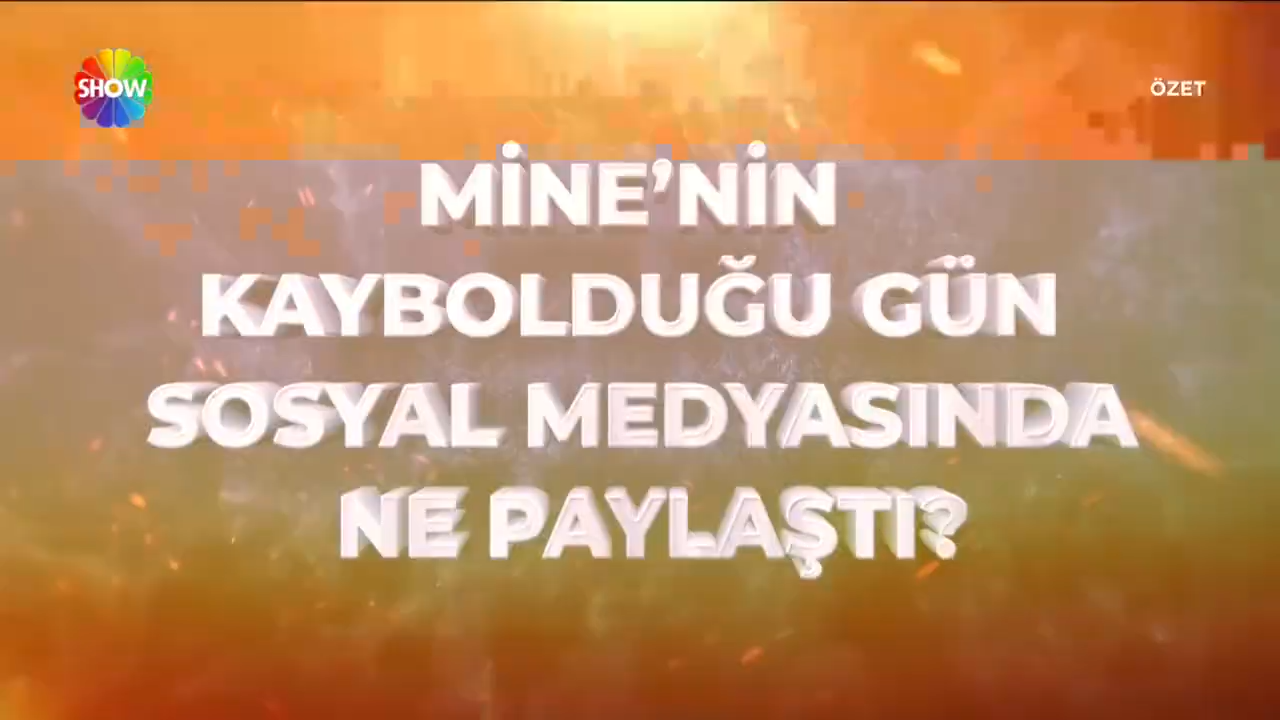 SHOW
ÖZET
MİNE'NİN
KAYBOLDUĞU GÜN
SOSYAL MEDYASINDA
NE PAYLAŞTI?